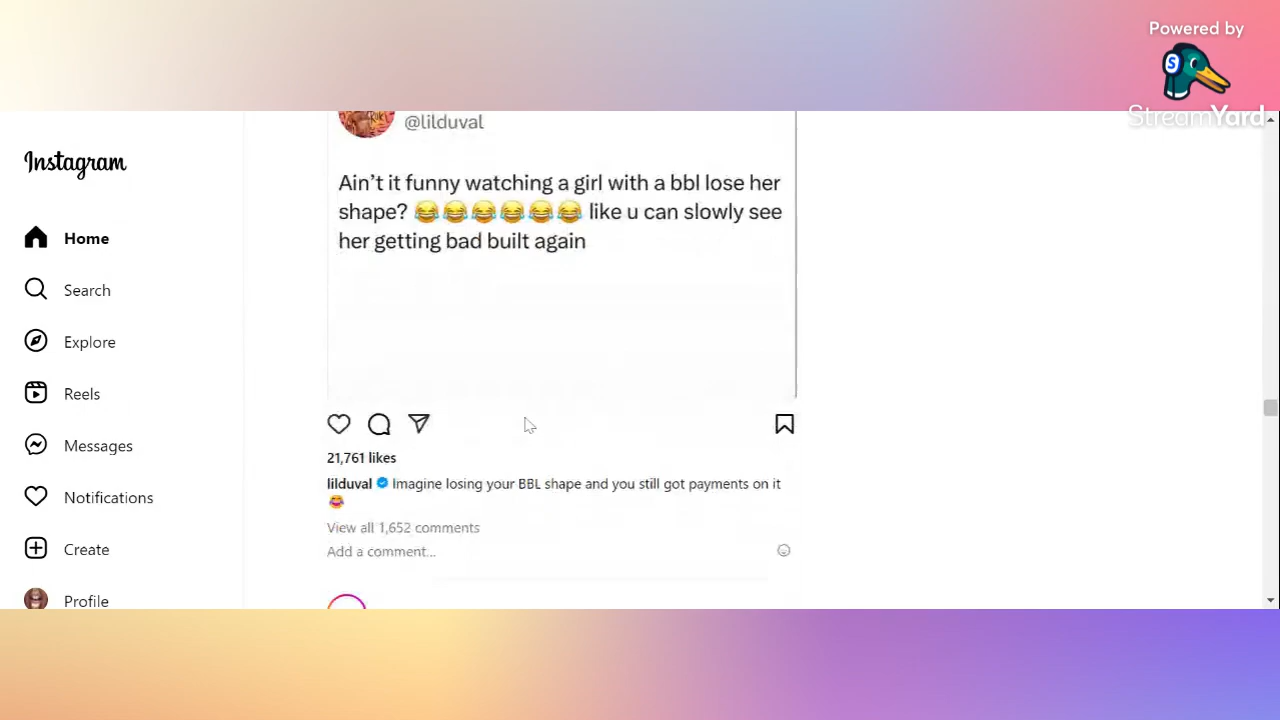 Powered by
StreamYard
@lilduval
Instagram
Ain’t it funny watching a girl with a bbl lose her
shape? 😂😂😂😂😂😂 like u can slowly see
her getting bad built again
Home
Search
Explore
Reels
Messages
Notifications
Create
Profile
21,761 likes
lilduval Imagine losing your BBL shape and you still got payments on it
😂
View all 1,652 comments
Add a comment...